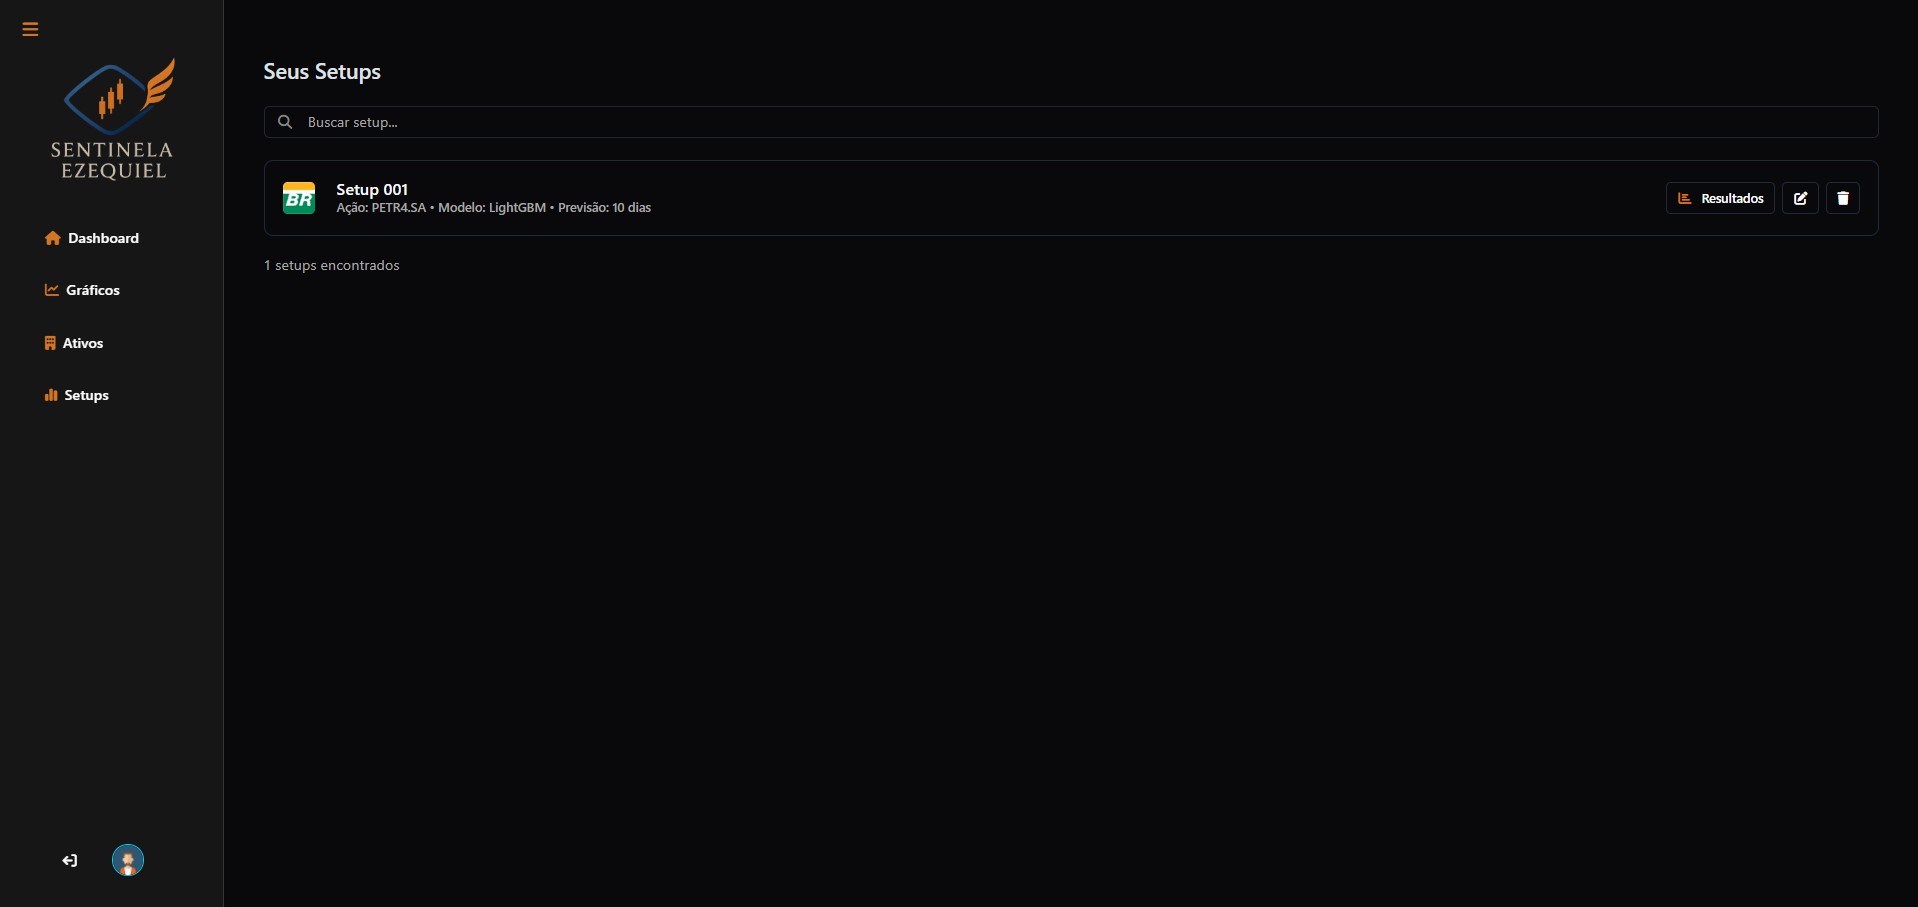 SENTINELA
EZEQUIEL
Dashboard
Gráficos
Ativos
Setups
Seus Setups
Buscar setup...
BR
Setup 001
Ação: PETR4.SA • Modelo: LightGBM • Previsão: 10 dias
Resultados
1 setups encontrados